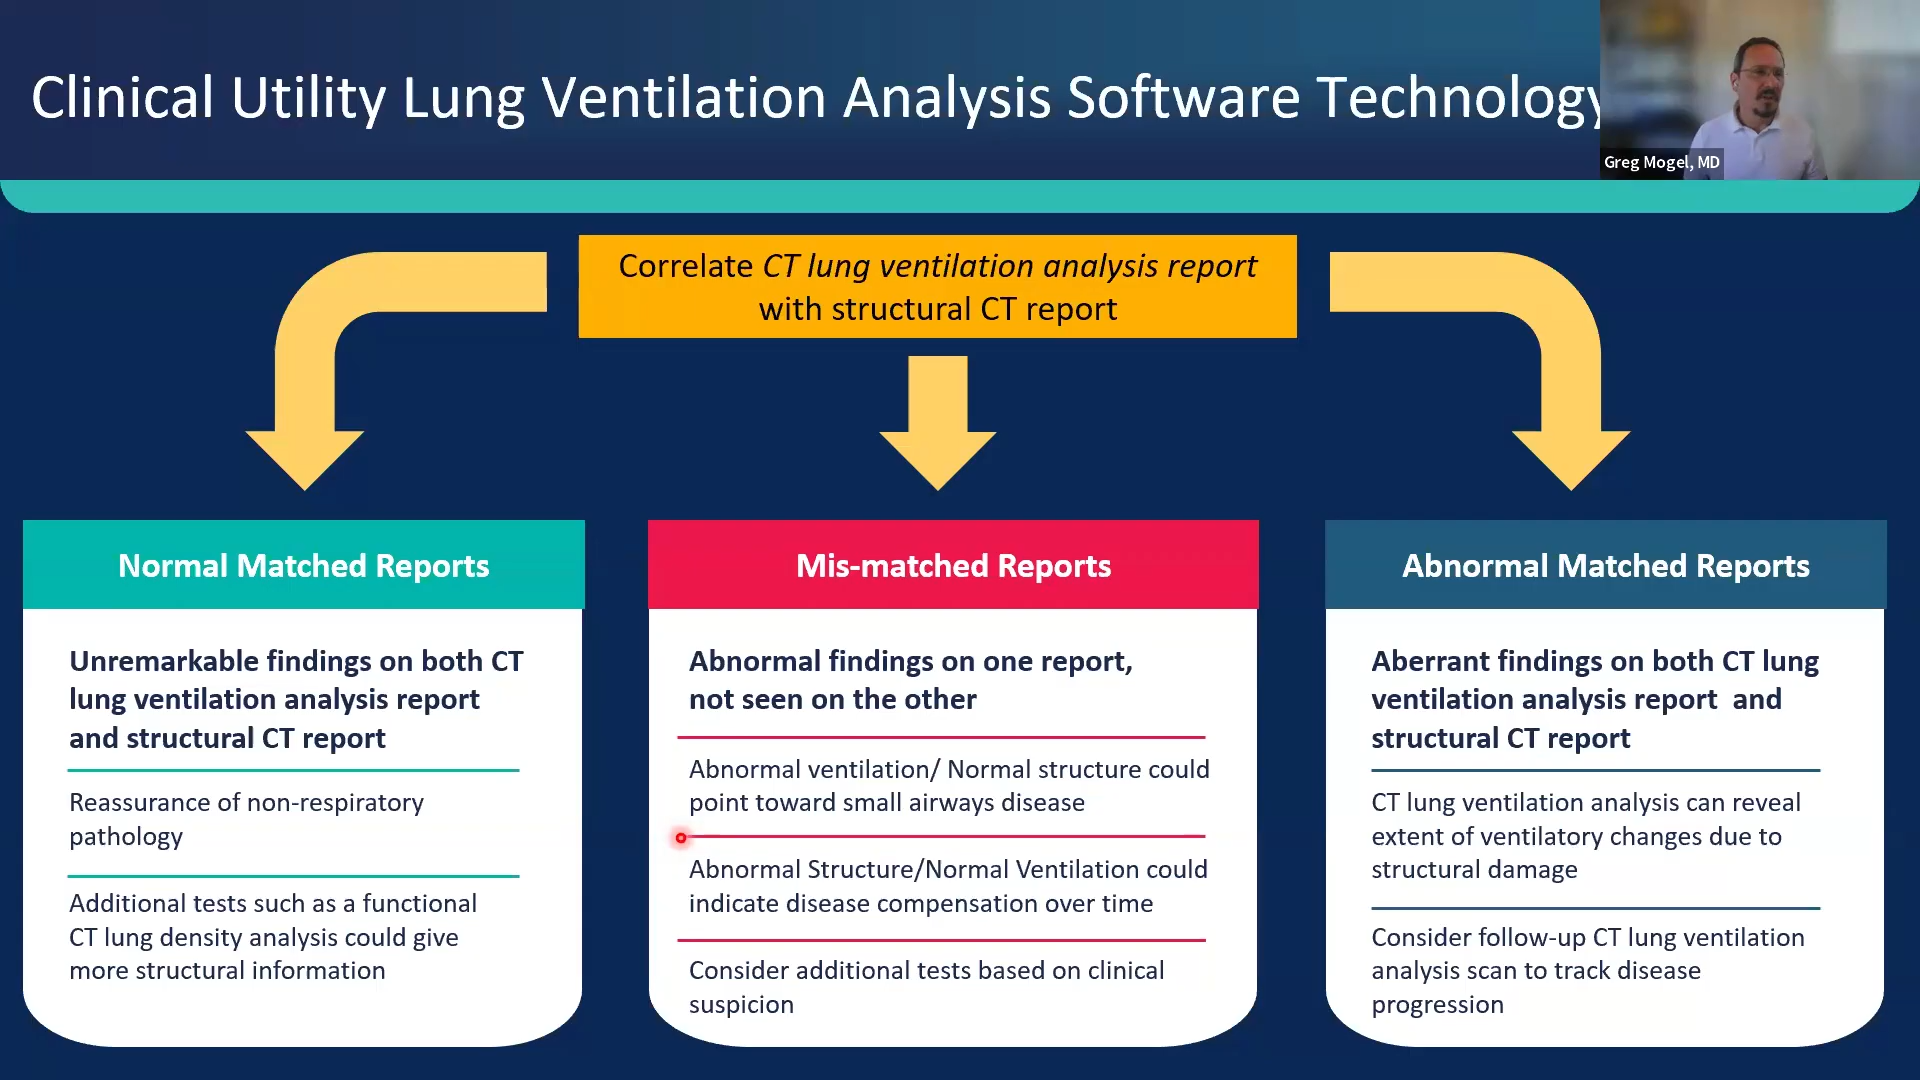 Clinical Utility Lung Ventilation Analysis Software Technology
Greg Mogel, MD
Correlate CT lung ventilation analysis report
with structural CT report
Normal Matched Reports
Unremarkable findings on both CT
lung ventilation analysis report
and structural CT report
Reassurance of non-respiratory
pathology
Additional tests such as a functional
CT lung density analysis could give
more structural information
Mis-matched Reports
Abnormal findings on one report,
not seen on the other
Abnormal ventilation/ Normal structure could
point toward small airways disease
Abnormal Structure/Normal Ventilation could
indicate disease compensation over time
Consider additional tests based on clinical
suspicion
Abnormal Matched Reports
Aberrant findings on both CT lung
ventilation analysis report  and
structural CT report
CT lung ventilation analysis can reveal
extent of ventilatory changes due to
structural damage
Consider follow-up CT lung ventilation
analysis scan to track disease
progression